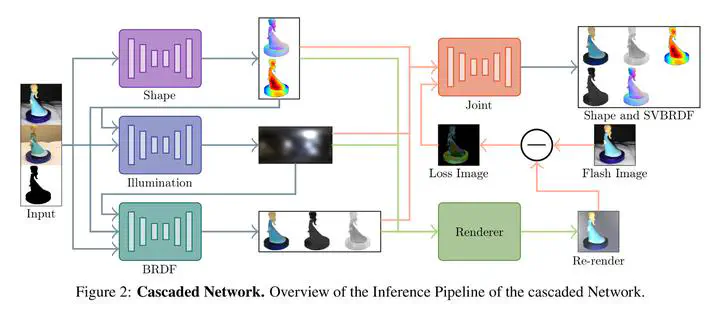 Shape
Joint
Shape and SVBRDF
Input
Illumination
Loss Image
Flash Image
BRDF
Renderer
Re-render
Figure 2: Cascaded Network. Overview of the Inference Pipeline of the cascaded Network.